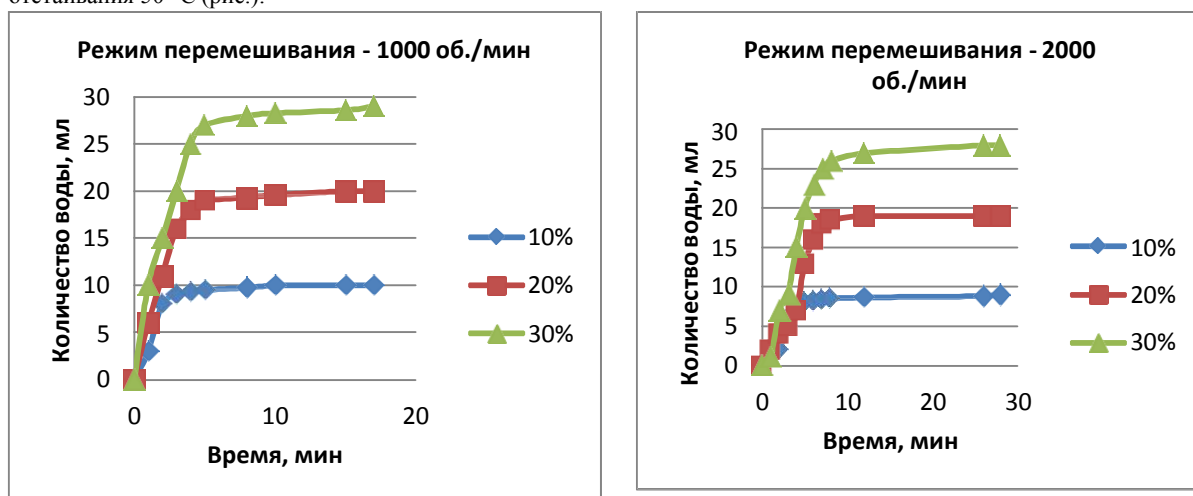 отстаивания °С (рис.).
Режим перемешивания - 1000 об./мин
Количество воды, мл
30
25
20
15
10
5
0
0 10 20
Время, мин
10%
20%
30%
Режим перемешивания - 2000
об./мин
Количество воды, мл
30
25
20
15
10
5
0
0 10 20 30
Время, мин
10%
20%
30%